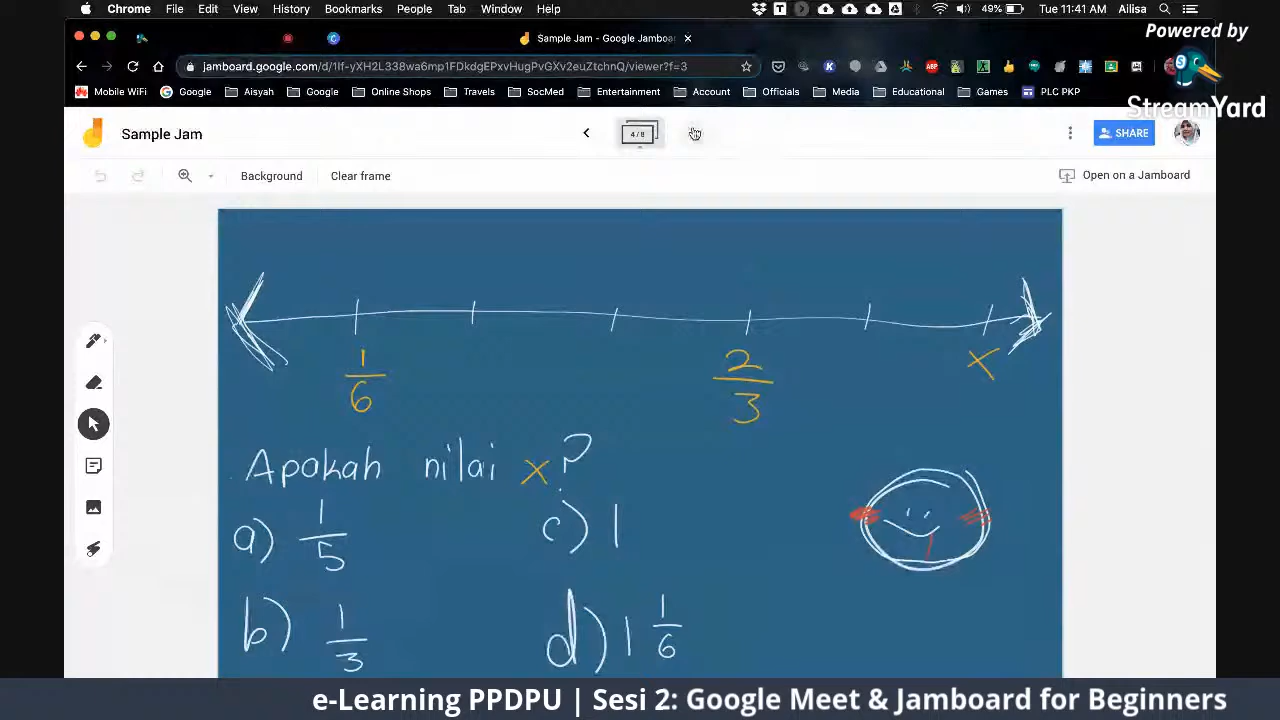 Chrome File Edit View History Bookmarks People Tab Window Help 49% Tue 11:41 AM Ailisa
Powered by
StreamYard
Sample Jam - Google Jamboa
jamboard.google.com/d/1lf-yXH2L338wa6mp1FDkdgEPxvHugPvGXv2euZtchnQ/viewer?f=3
Mobile WiFi Google Aisyah Google Online Shops Travels SocMed Entertainment Account Officials Media Educational Games PLC PKP
Sample Jam 4/8 SHARE
Background Clear frame Open on a Jamboard
1/6 2/3 x
Apakah nilai x?
a) 1/5 c) 1
b) 1/3 d) 1 1/6
e-Learning PPDPU | Sesi 2: Google Meet & Jamboard for Beginners